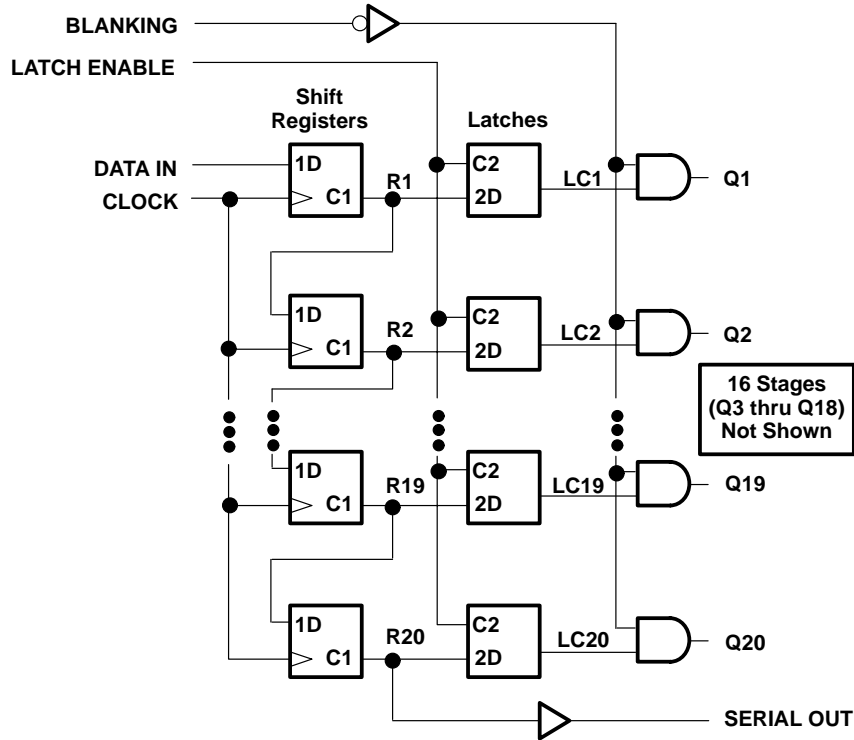 BLANKING
LATCH ENABLE
Shift
Registers
Latches
DATA IN
CLOCK
1D
C1
R1
C2
2D
LC1
Q1
1D
C1
R2
C2
2D
LC2
Q2
16 Stages
(Q3 thru Q18)
Not Shown
1D
C1
R19
C2
2D
LC19
Q19
1D
C1
R20
C2
2D
LC20
Q20
SERIAL OUT